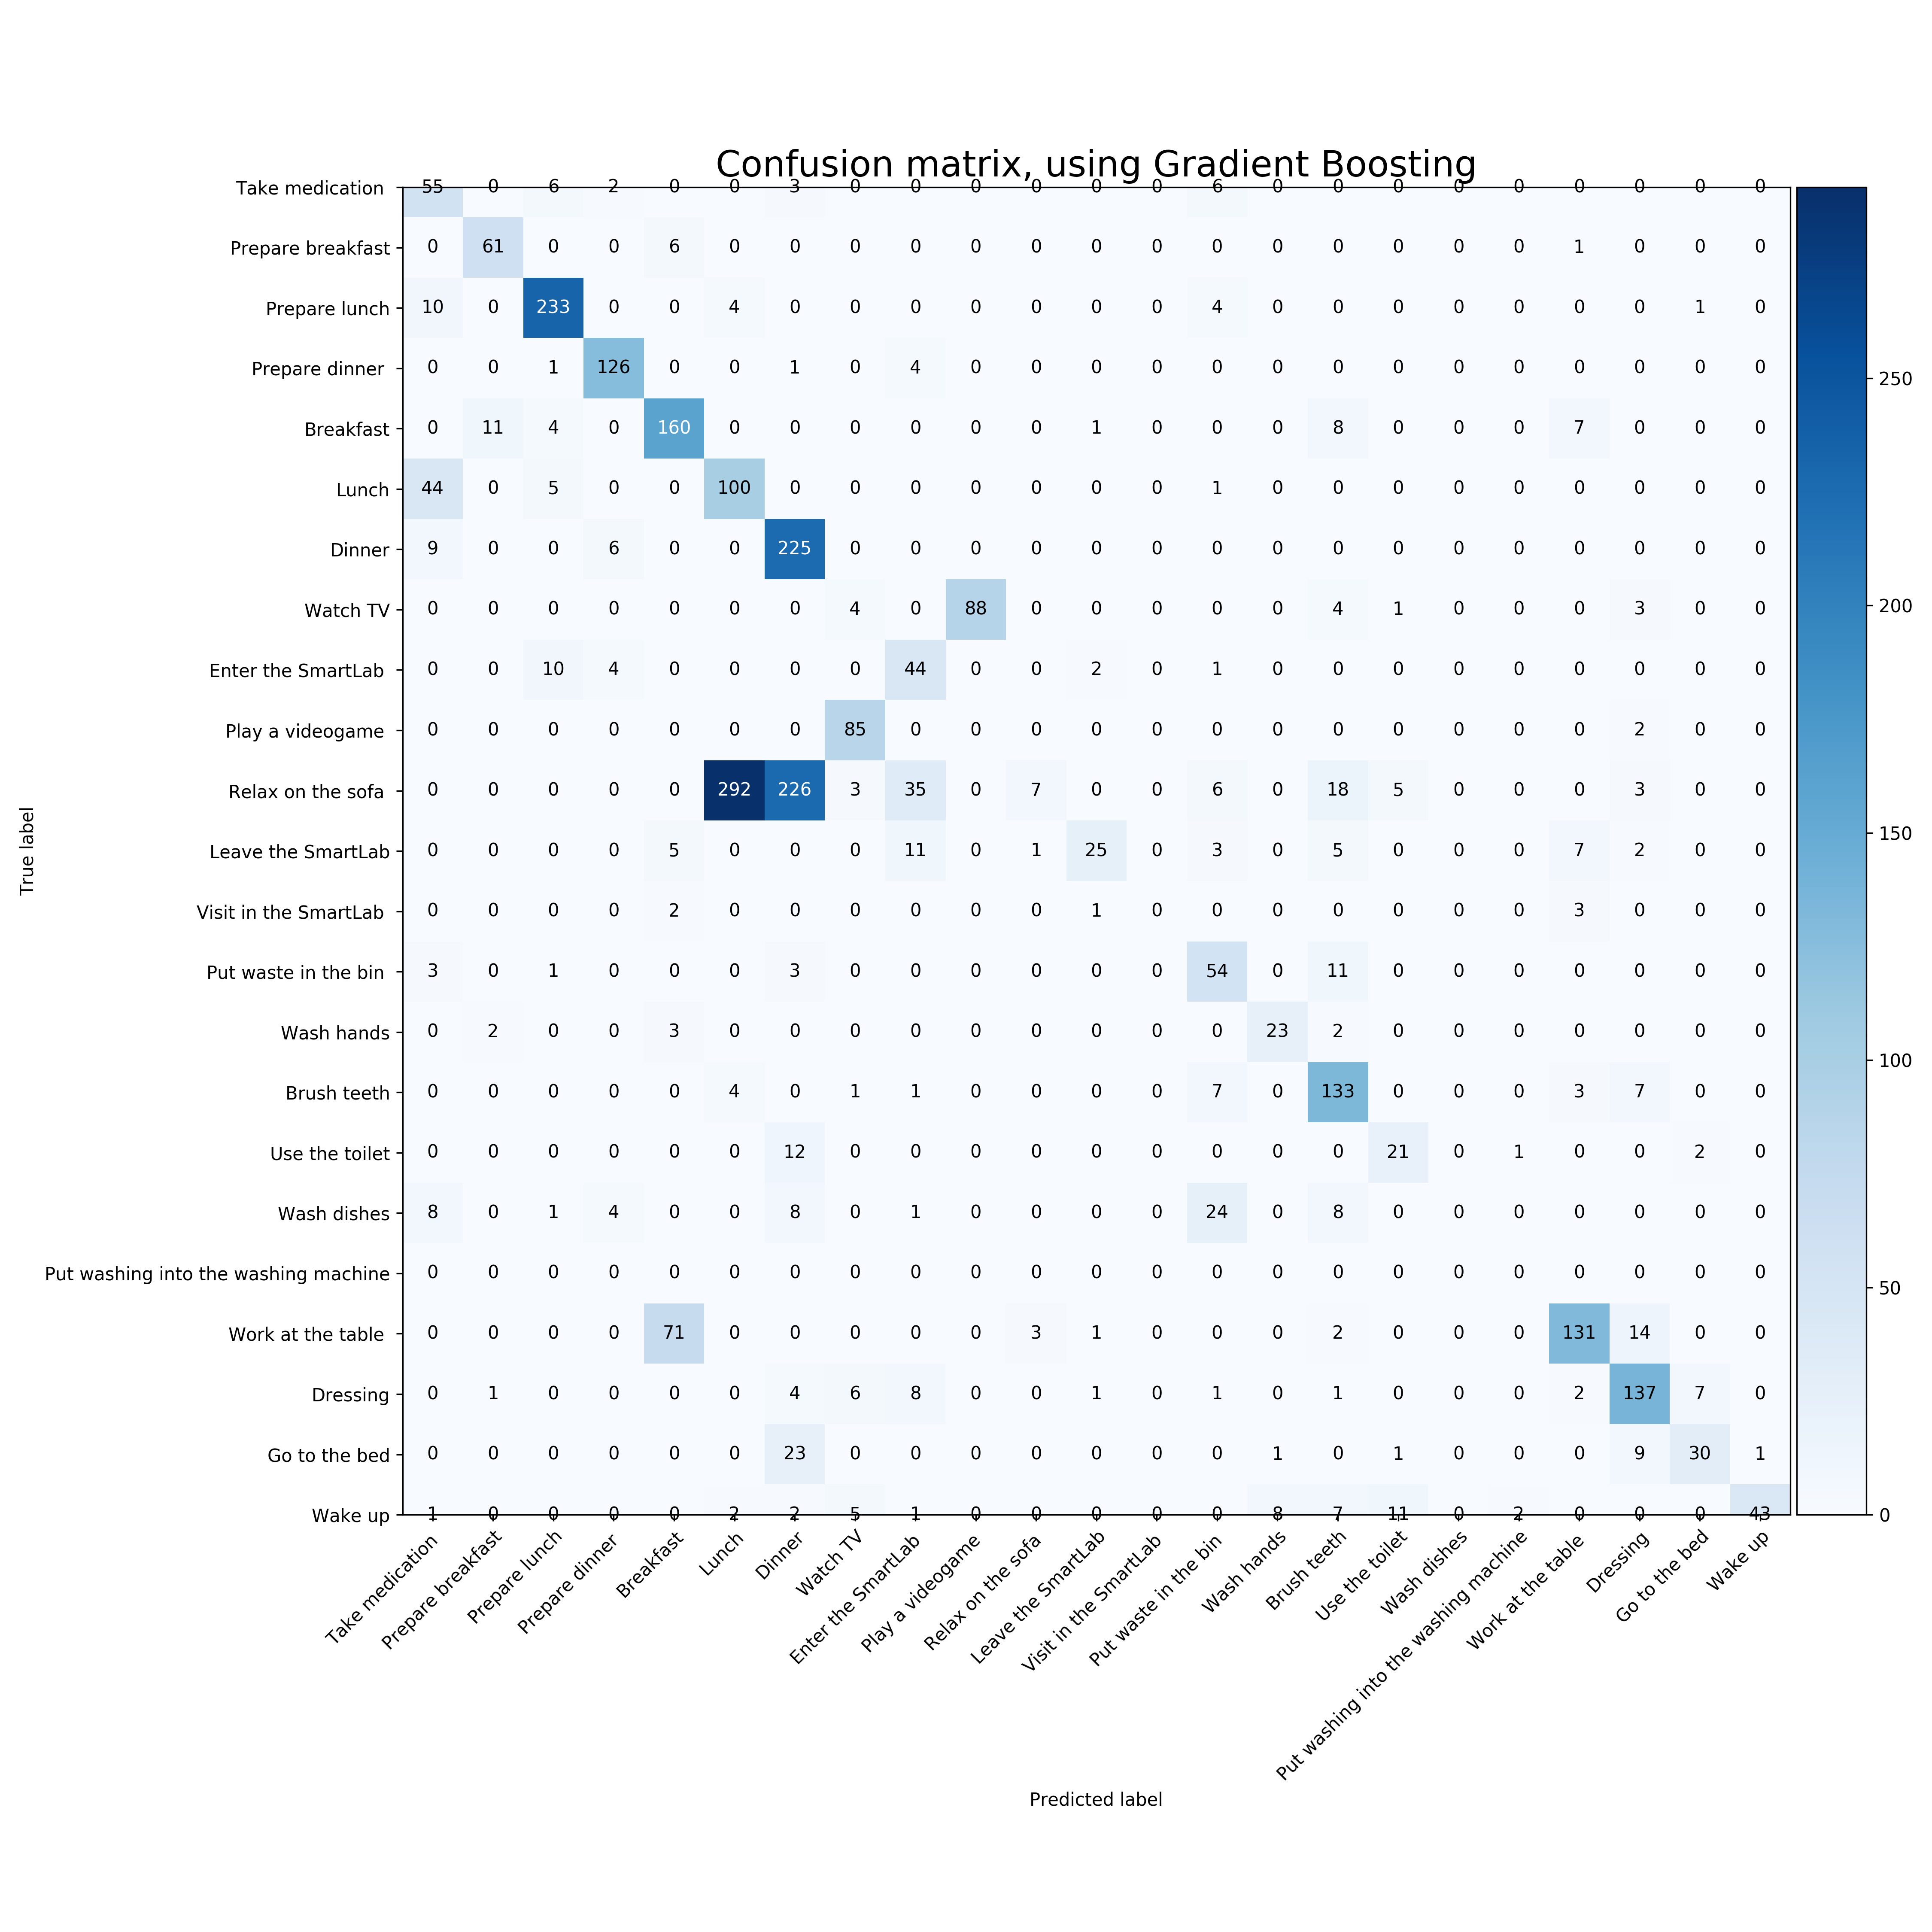 Confusion matrix, using Gradient Boosting
Take medication 55 0 6 2 0 0 3 0 0 0 0 0 0 6 0 0 0 0 0 0 0 0 0
Prepare breakfast 0 61 0 0 6 0 0 0 0 0 0 0 0 0 0 0 0 0 0 1 0 0 0
Prepare lunch 10 0 233 0 0 4 0 0 0 0 0 0 0 4 0 0 0 0 0 0 0 1 0
Prepare dinner 0 0 1 126 0 0 1 0 4 0 0 0 0 0 0 0 0 0 0 0 0 0 0
250
Breakfast 0 11 4 0 160 0 0 0 0 0 0 1 0 0 0 8 0 0 0 7 0 0 0
Lunch 44 0 5 0 0 100 0 0 0 0 0 0 0 1 0 0 0 0 0 0 0 0 0
Dinner 9 0 0 6 0 0 225 0 0 0 0 0 0 0 0 0 0 0 0 0 0 0 0
200
Watch TV 0 0 0 0 0 0 0 4 0 88 0 0 0 0 0 4 1 0 0 0 3 0 0
Enter the SmartLab 0 0 10 4 0 0 0 0 44 0 0 2 0 1 0 0 0 0 0 0 0 0 0
Play a videogame 0 0 0 0 0 0 0 85 0 0 0 0 0 0 0 0 0 0 0 0 2 0 0
Relax on the sofa 0 0 0 0 0 292 226 3 35 0 7 0 0 6 0 18 5 0 0 0 3 0 0
150
Leave the SmartLab 0 0 0 0 5 0 0 0 11 0 1 25 0 3 0 5 0 0 0 7 2 0 0
True label
Visit in the SmartLab 0 0 0 0 2 0 0 0 0 0 0 1 0 0 0 0 0 0 0 3 0 0 0
Put waste in the bin 3 0 1 0 0 0 3 0 0 0 0 0 0 54 0 11 0 0 0 0 0 0 0
Wash hands 0 2 0 0 3 0 0 0 0 0 0 0 0 0 23 2 0 0 0 0 0 0 0
100
Brush teeth 0 0 0 0 0 4 0 1 1 0 0 0 0 7 0 133 0 0 0 3 7 0 0
Use the toilet 0 0 0 0 0 0 12 0 0 0 0 0 0 0 0 0 21 0 1 0 0 2 0
Wash dishes 8 0 1 4 0 0 8 0 1 0 0 0 0 24 0 8 0 0 0 0 0 0 0
Put washing into the washing machine 0 0 0 0 0 0 0 0 0 0 0 0 0 0 0 0 0 0 0 0 0 0 0
50
Work at the table 0 0 0 0 71 0 0 0 0 0 3 1 0 0 0 2 0 0 0 131 14 0 0
Dressing 0 1 0 0 0 0 4 6 8 0 0 1 0 1 0 1 0 0 0 2 137 7 0
Go to the bed 0 0 0 0 0 0 23 0 0 0 0 0 0 0 1 0 1 0 0 0 9 30 1
Wake up 1 0 0 0 0 2 2 5 1 0 0 0 0 0 8 7 11 0 2 0 0 0 43
0
Take medication
Prepare breakfast
Prepare lunch
Prepare dinner
Breakfast
Lunch
Dinner
Watch TV
Enter the SmartLab
Play a videogame
Relax on the sofa
Leave the SmartLab
Visit in the SmartLab
Put waste in the bin
Wash hands
Brush teeth
Use the toilet
Wash dishes
Put washing into the washing machine
Work at the table
Dressing
Go to the bed
Wake up
Predicted label